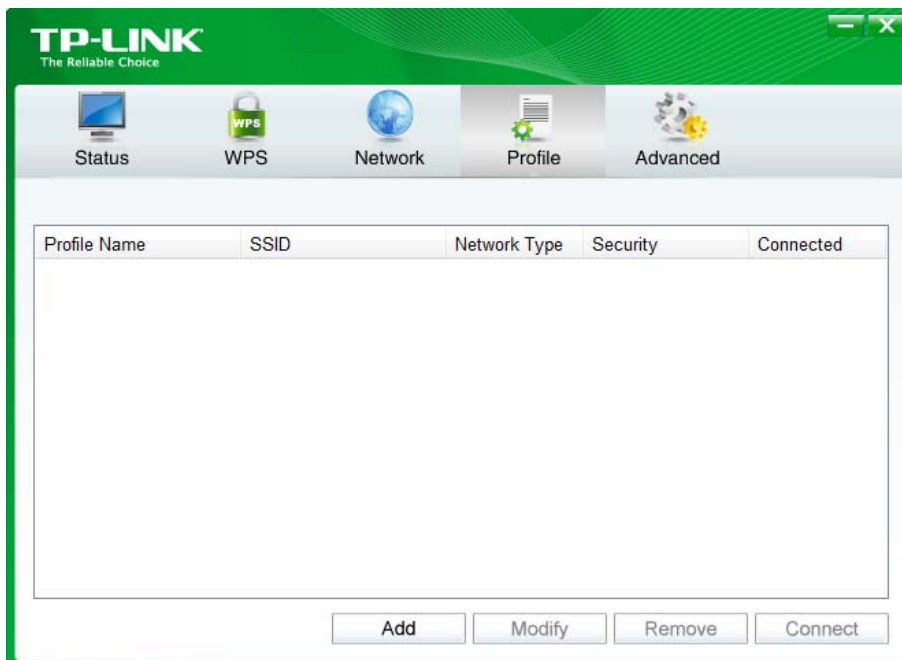 TP-LINK
The Reliable Choice
WPS
Status WPS Network Profile Advanced
Profile Name SSID Network Type Security Connected
Add Modify Remove Connect